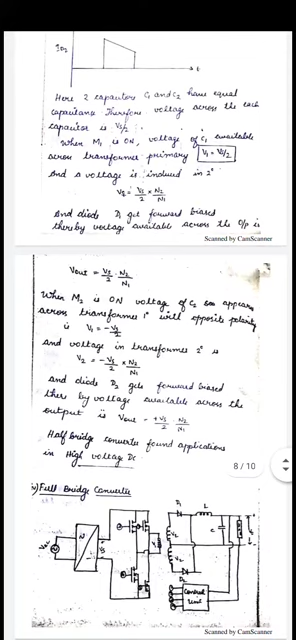 t
Here 2 capacitors C1 and C2 have equal
capacitance. Therefore voltage across the each
capacitor is Vs/2.
When M1 is ON, voltage of C1 available
across transformer primary V1 = Vs/2
And a voltage is induced in 2°
V2 = Vs/2 × N2/N1
And diode D1 get forward biased
thereby voltage available across the O/P is
Scanned by CamScanner
Vout = Vs/2 · N2/N1
When M2 is ON voltage of C2 appears
across transformer 1° with opposite polarity
is V1 = -Vs/2
and voltage in transformer 2° is
V2 = -Vs/2 × N2/N1
and diode D2 gets forward biased
there by voltage available across the
output is Vout = +Vs/2 · N2/N1
Half bridge converter found applications
in High voltage DC
8 / 10
iv) Full Bridge Converter
D1
L
Vs
V2
C
V2
D2
Control
Unit
Scanned by CamScanner